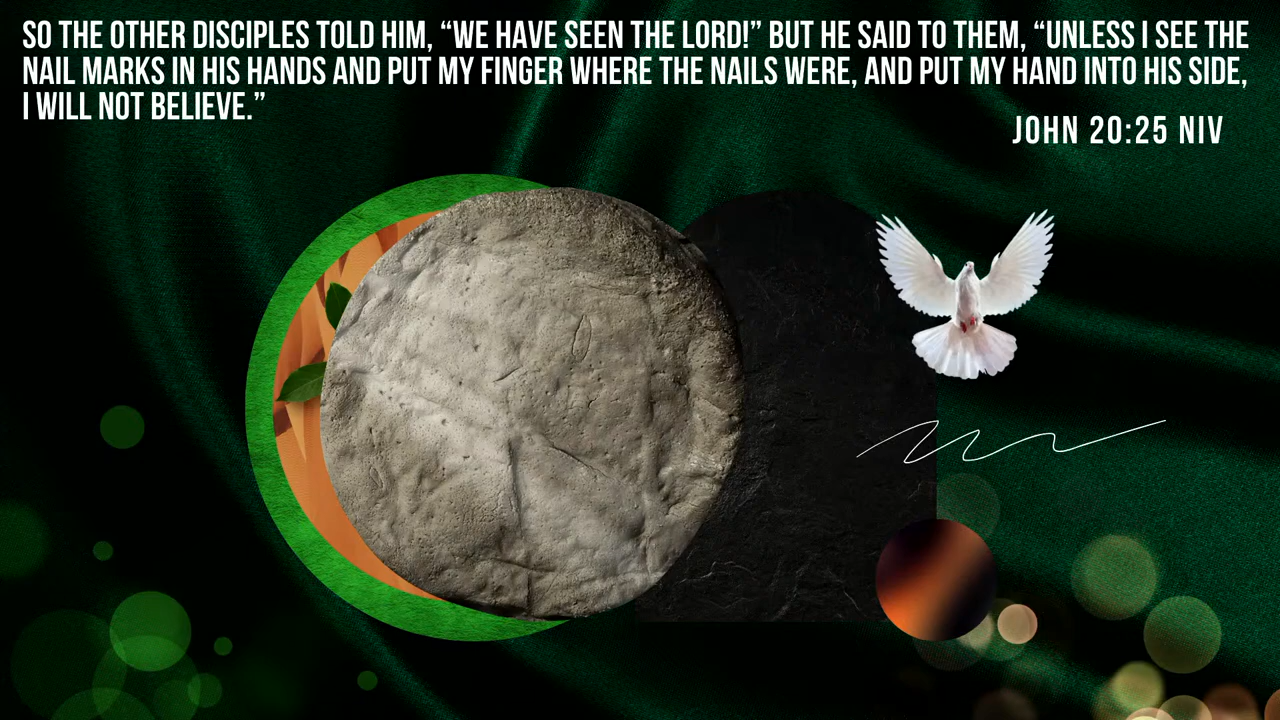 SO THE OTHER DISCIPLES TOLD HIM, “WE HAVE SEEN THE LORD!” BUT HE SAID TO THEM, “UNLESS I SEE THE
NAIL MARKS IN HIS HANDS AND PUT MY FINGER WHERE THE NAILS WERE, AND PUT MY HAND INTO HIS SIDE,
I WILL NOT BELIEVE.”
JOHN 20:25 NIV